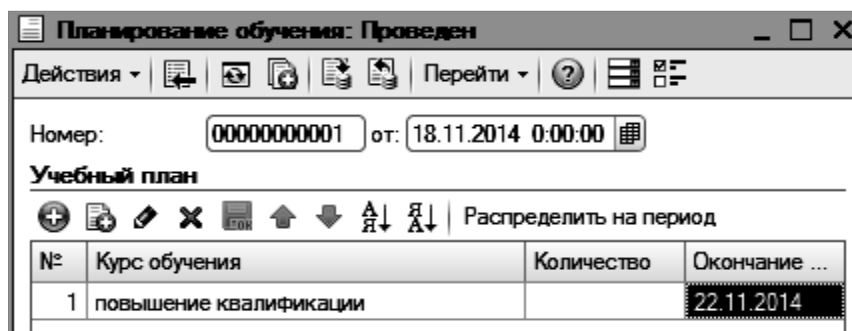 Планирование обучения: Проведен
Действия Перейти
Номер: 00000000001 от: 18.11.2014 0:00:00
Учебный план
Распределить на период
№ Курс обучения Количество Окончание ...
1 повышение квалификации 22.11.2014